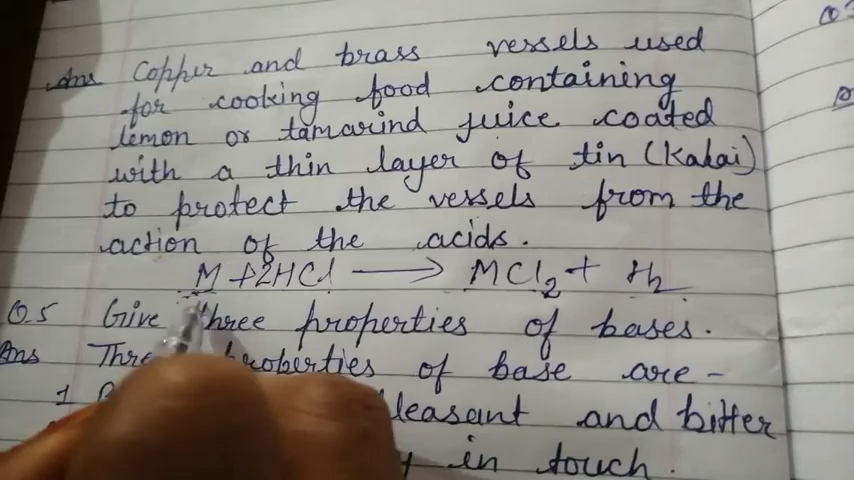 Ans Copper and brass vessels used
for cooking food containing
lemon or tamarind juice coated
with a thin layer of tin (Kalai)
to protect the vessels from the
action of the acids.
M + 2HCl → MCl₂ + H₂
Q.5 Give three properties of bases.
Ans properties of base are -
1 and bitter
in touch.